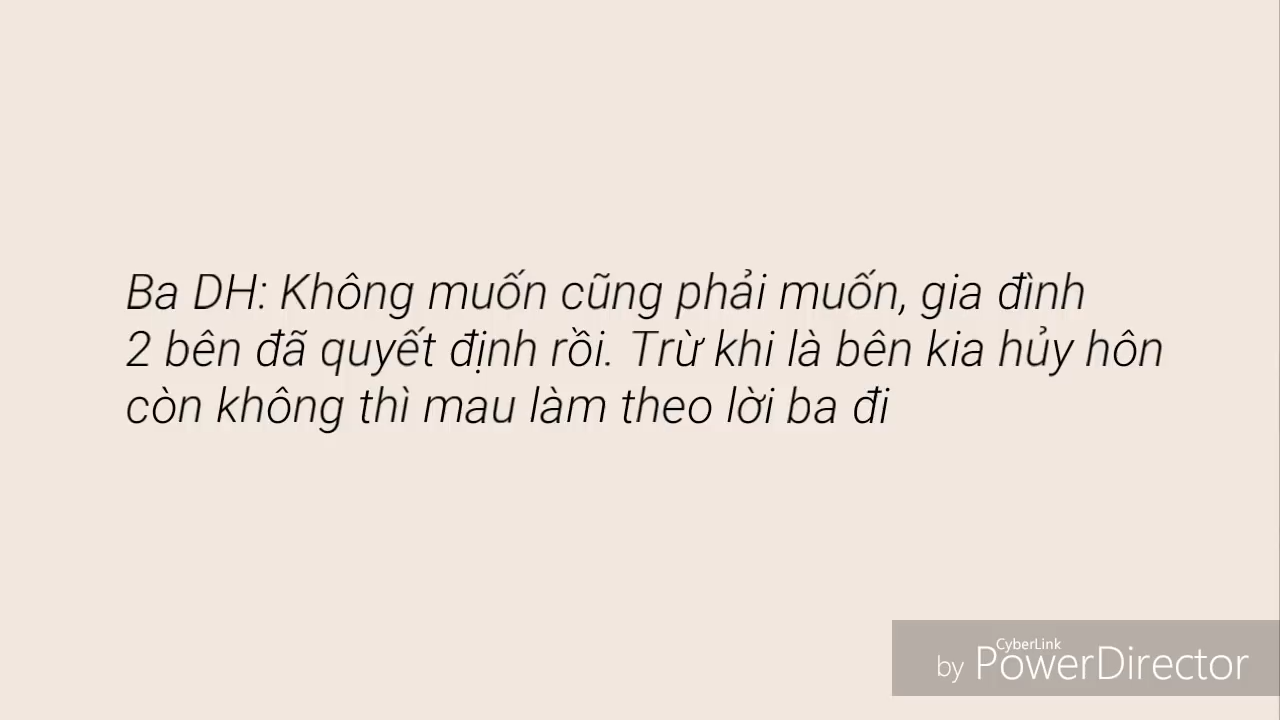 Ba DH: Không muốn cũng phải muốn, gia đình
2 bên đã quyết định rồi. Trừ khi là bên kia hủy hôn
còn không thì mau làm theo lời ba đi
CyberLink
by PowerDirector